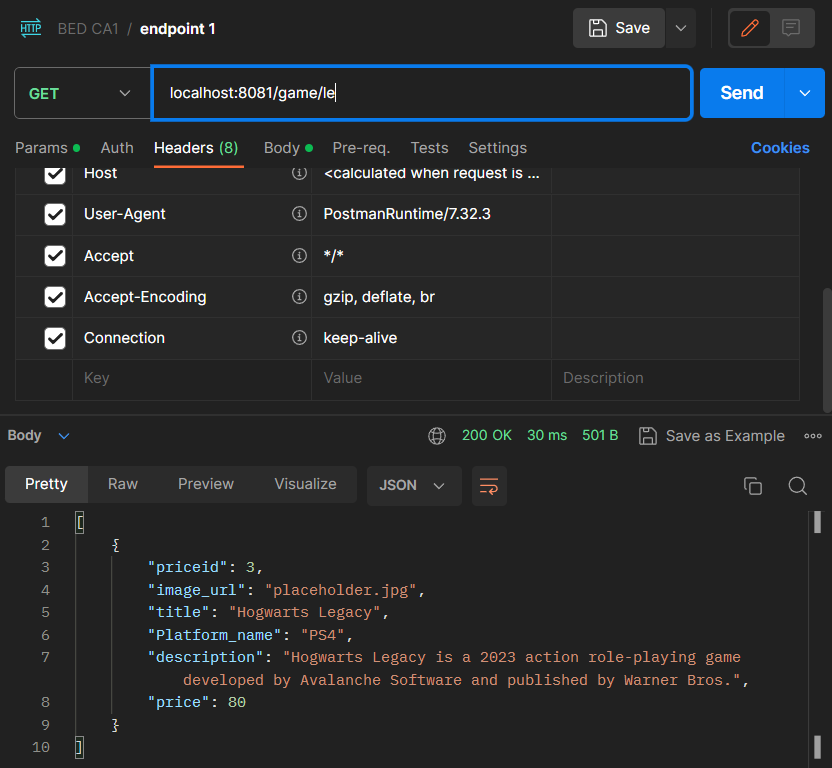 HTTP BED CA1 / endpoint 1 Save
GET localhost:8081/game/le Send
Params Auth Headers (8) Body Pre-req. Tests Settings Cookies
Host <calculated when request is ...
User-Agent PostmanRuntime/7.32.3
Accept */*
Accept-Encoding gzip, deflate, br
Connection keep-alive
Key Value Description
Body 200 OK 30 ms 501 B Save as Example
Pretty Raw Preview Visualize JSON
1 [
2 {
3 "priceid": 3,
4 "image_url": "placeholder.jpg",
5 "title": "Hogwarts Legacy",
6 "Platform_name": "PS4",
7 "description": "Hogwarts Legacy is a 2023 action role-playing game
developed by Avalanche Software and published by Warner Bros.",
8 "price": 80
9 }
10 ]